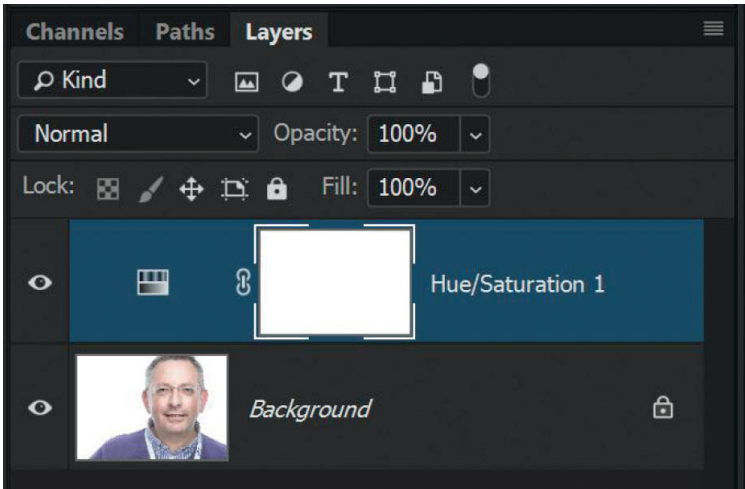 Channels Paths Layers
Kind
Normal Opacity: 100%
Lock: Fill: 100%
Hue/Saturation 1
Background